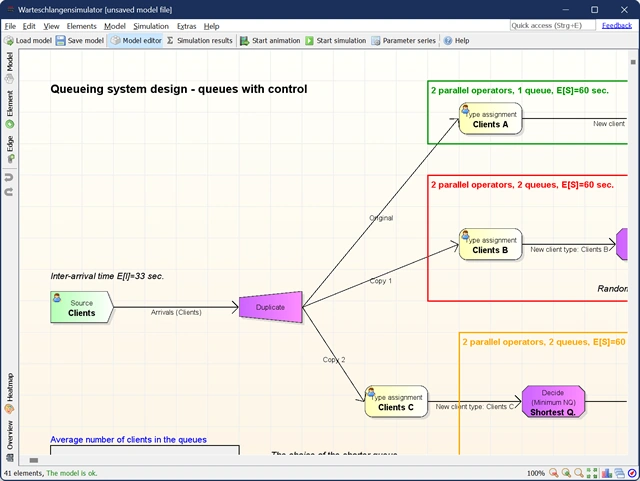 Warteschlangensimulator [unsaved model file]
File Edit View Elements Model Simulation Extras Help
Quick access (Strg+E)
Feedback
Load model Save model Model editor Simulation results Start animation Start simulation Parameter series Help
Model
Element
Edge
Heatmap
Overview
Queueing system design - queues with control
2 parallel operators, 1 queue, E[S]=60 sec.
Type assignment
Clients A
New client
2 parallel operators, 2 queues, E[S]=60 sec.
Original
Type assignment
Clients B
New client type: Clients B
Random
Inter-arrival time E[I]=33 sec.
Copy 1
Source
Clients
Arrivals (Clients)
Duplicate
2 parallel operators, 2 queues, E[S]=60
Copy 2
Type assignment
Clients C
New client type: Clients C
Decide
(Minimum NQ)
Shortest Q.
Average number of clients in the queues
The choice of the shorter queue
41 elements, The model is ok.
100%